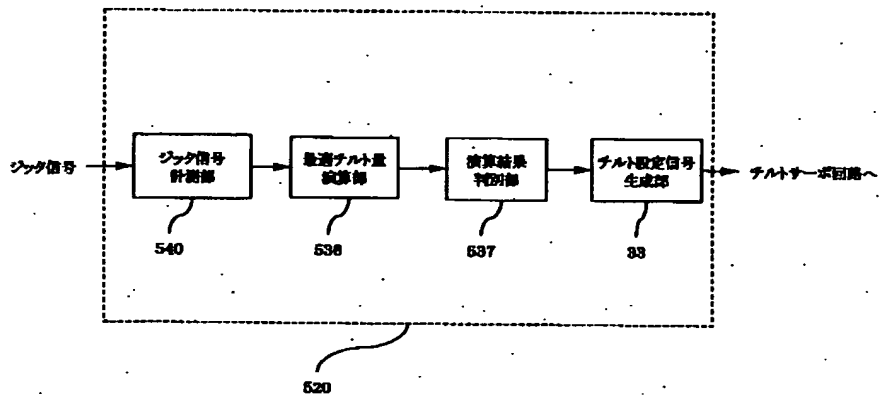 ジッタ信号
ジッタ信号
計測部
最適チルト量
演算部
演算結果
判別部
チルト設定信号
生成部
チルトサーボ回路へ
540
536
537
33
520